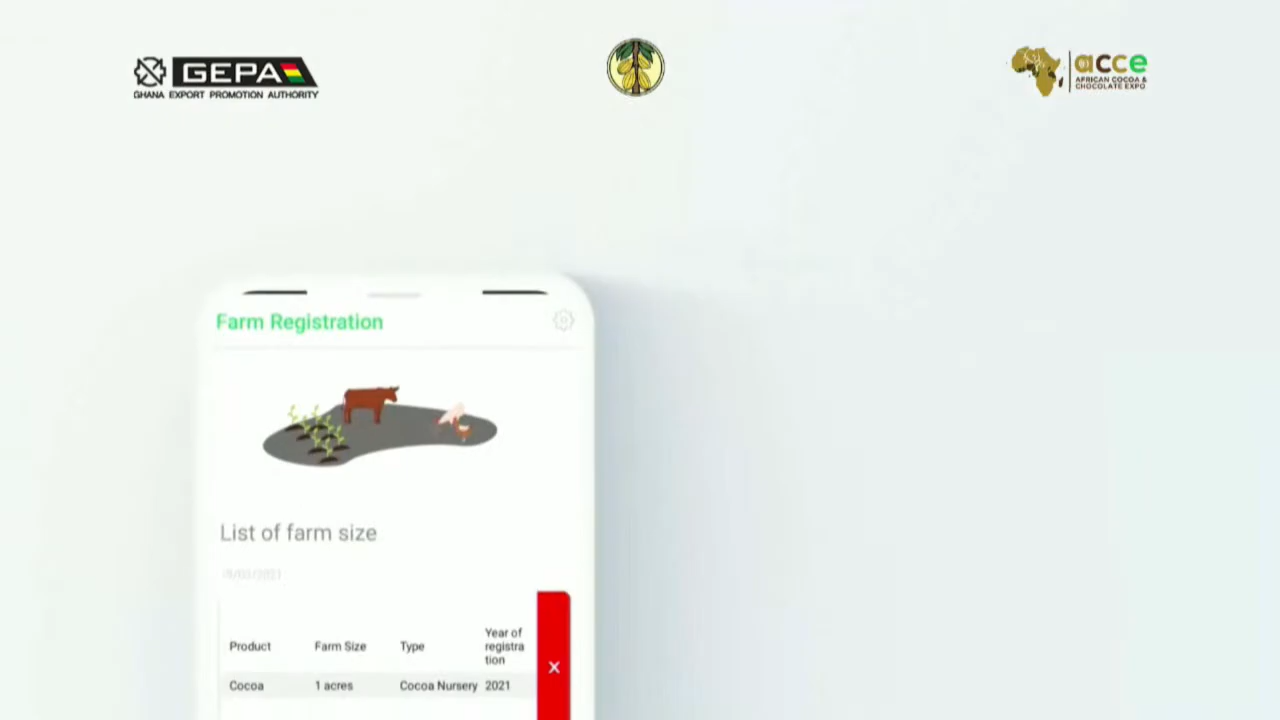 GEPA
GHANA EXPORT PROMOTION AUTHORITY
acce
AFRICAN COCOA &
CHOCOLATE EXPO
Farm Registration
List of farm size
Product Farm Size Type Year of
registra
tion
X
Cocoa 1 acres Cocoa Nursery 2021